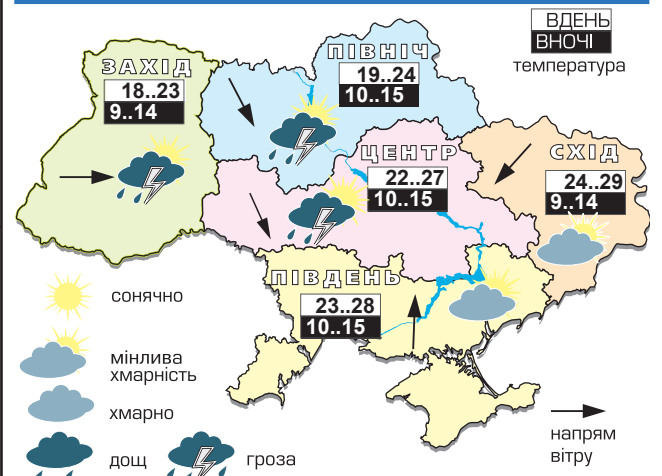 ВДЕНЬ
ВНОЧІ
температура
ПІВНІЧ
19..24
10..15
ЗАХІД
18..23
9..14
ЦЕНТР
22..27
10..15
СХІД
24..29
9..14
ПІВДЕНЬ
23..28
10..15
сонячно
мінлива
хмарність
хмарно
дощ
гроза
напрям
вітру